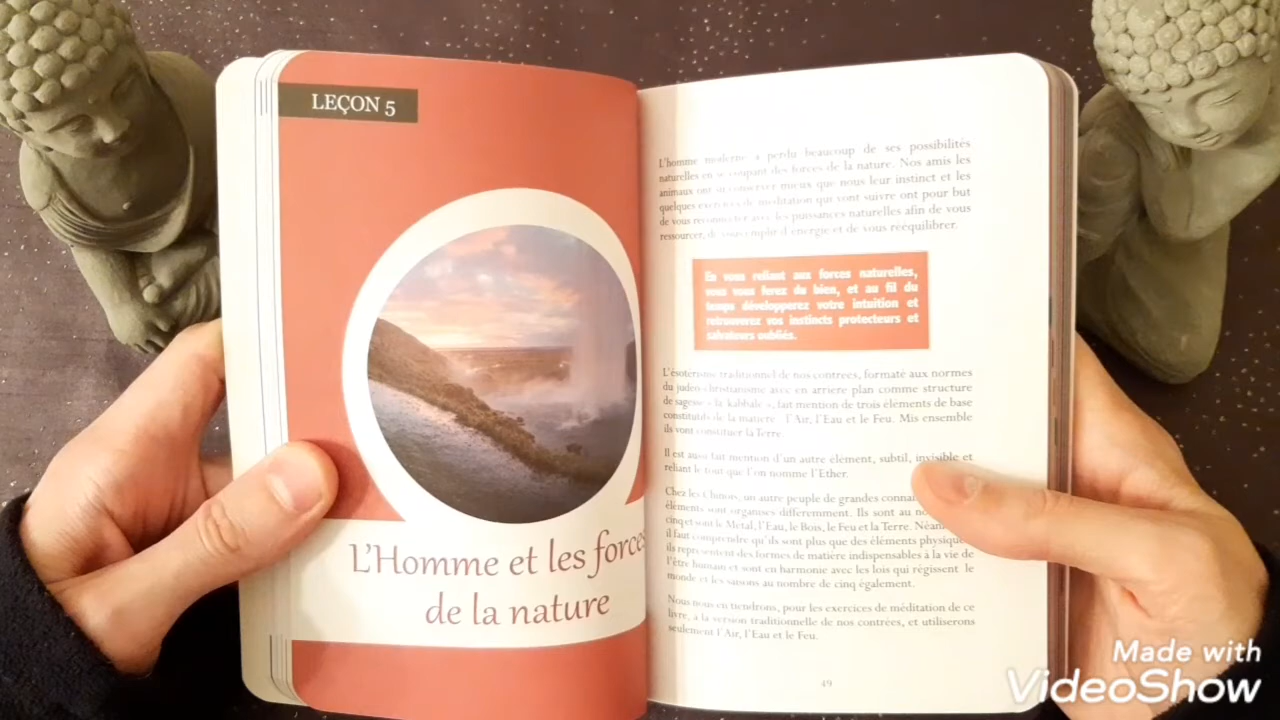 LEÇON 5
L'Homme et les forces
de la nature
L'homme moderne a perdu beaucoup de ses possibilités
naturelles en se coupant des forces de la nature. Nos amis les
animaux ont su conserver mieux que nous leur instinct et les
quelques exercices de méditation qui vont suivre ont pour but
de vous reconnecter avec les puissances naturelles afin de vous
ressourcer, de vous emplir d'énergie et de vous rééquilibrer.
En vous reliant aux forces naturelles,
vous vous ferez du bien, et au fil du
temps développerez votre intuition et
retrouverez vos instincts protecteurs et
salvateurs oubliés.
L'ésoterisme traditionnel de nos contrées, formaté aux normes
du judeo christianisme avec en arrière plan comme structure
de sagesse « la kabbale », fait mention de trois éléments de base
constitutifs de la matière : l'Air, l'Eau et le Feu. Mis ensemble
ils vont constituer la Terre.
Il est aussi fait mention d'un autre élément, subtil, invisible et
reliant le tout que l'on nomme l'Ether.
Chez les Chinois, un autre peuple de grandes
éléments sont organisés différemment. Ils sont au
cinq et sont le Metal, l'Eau, le Bois, le Feu et la Terre.
il faut comprendre qu'ils sont plus que des éléments
ils représentent des formes de matière indispensables à la vie de
l'être humain et sont en harmonie avec les lois qui régissent le
monde et les saisons au nombre de cinq également.
Nous nous en tiendrons, pour les exercices de méditation de ce
livre, à la version traditionnelle de nos contrées, et utiliserons
seulement l'Air, l'Eau et le Feu.
49
Made with
VideoShow